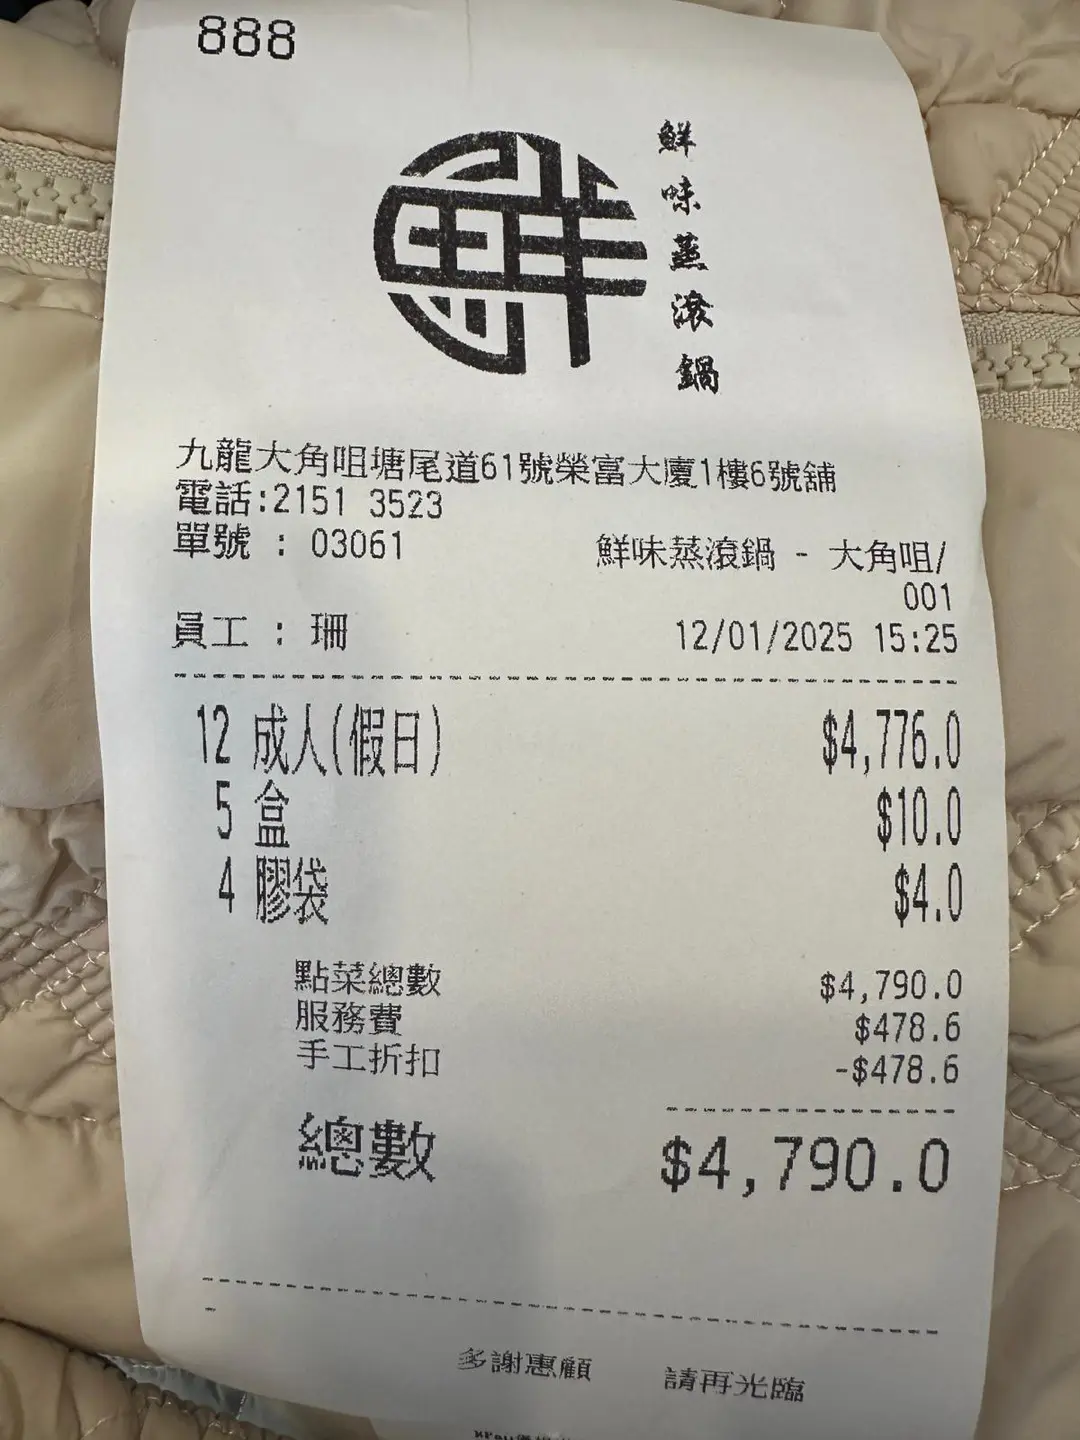 888
鮮
鮮味蒸滾鍋
九龍大角咀塘尾道61號榮富大廈1樓6號舖
電話:2151 3523
單號 : 03061
鮮味蒸滾鍋 - 大角咀/
001
員工 : 珊
12/01/2025 15:25
12 成人(假日) $4,776.0
5 盒 $10.0
4 膠袋 $4.0
點菜總數 $4,790.0
服務費 $478.6
手工折扣 -$478.6
總數 $4,790.0
多謝惠顧 請再光臨